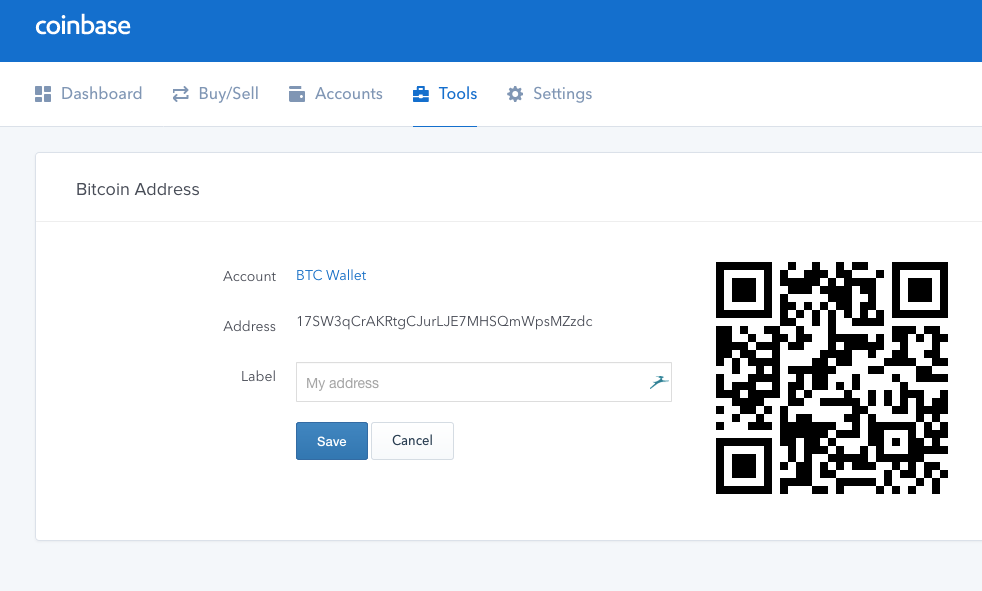 coinbase
Dashboard
Buy/Sell
Accounts
Tools
Settings
Bitcoin Address
Account
BTC Wallet
Address
17SW3qCrAKRtgCJurLJE7MHSQmWpsMZzdc
Label
My address
Save
Cancel